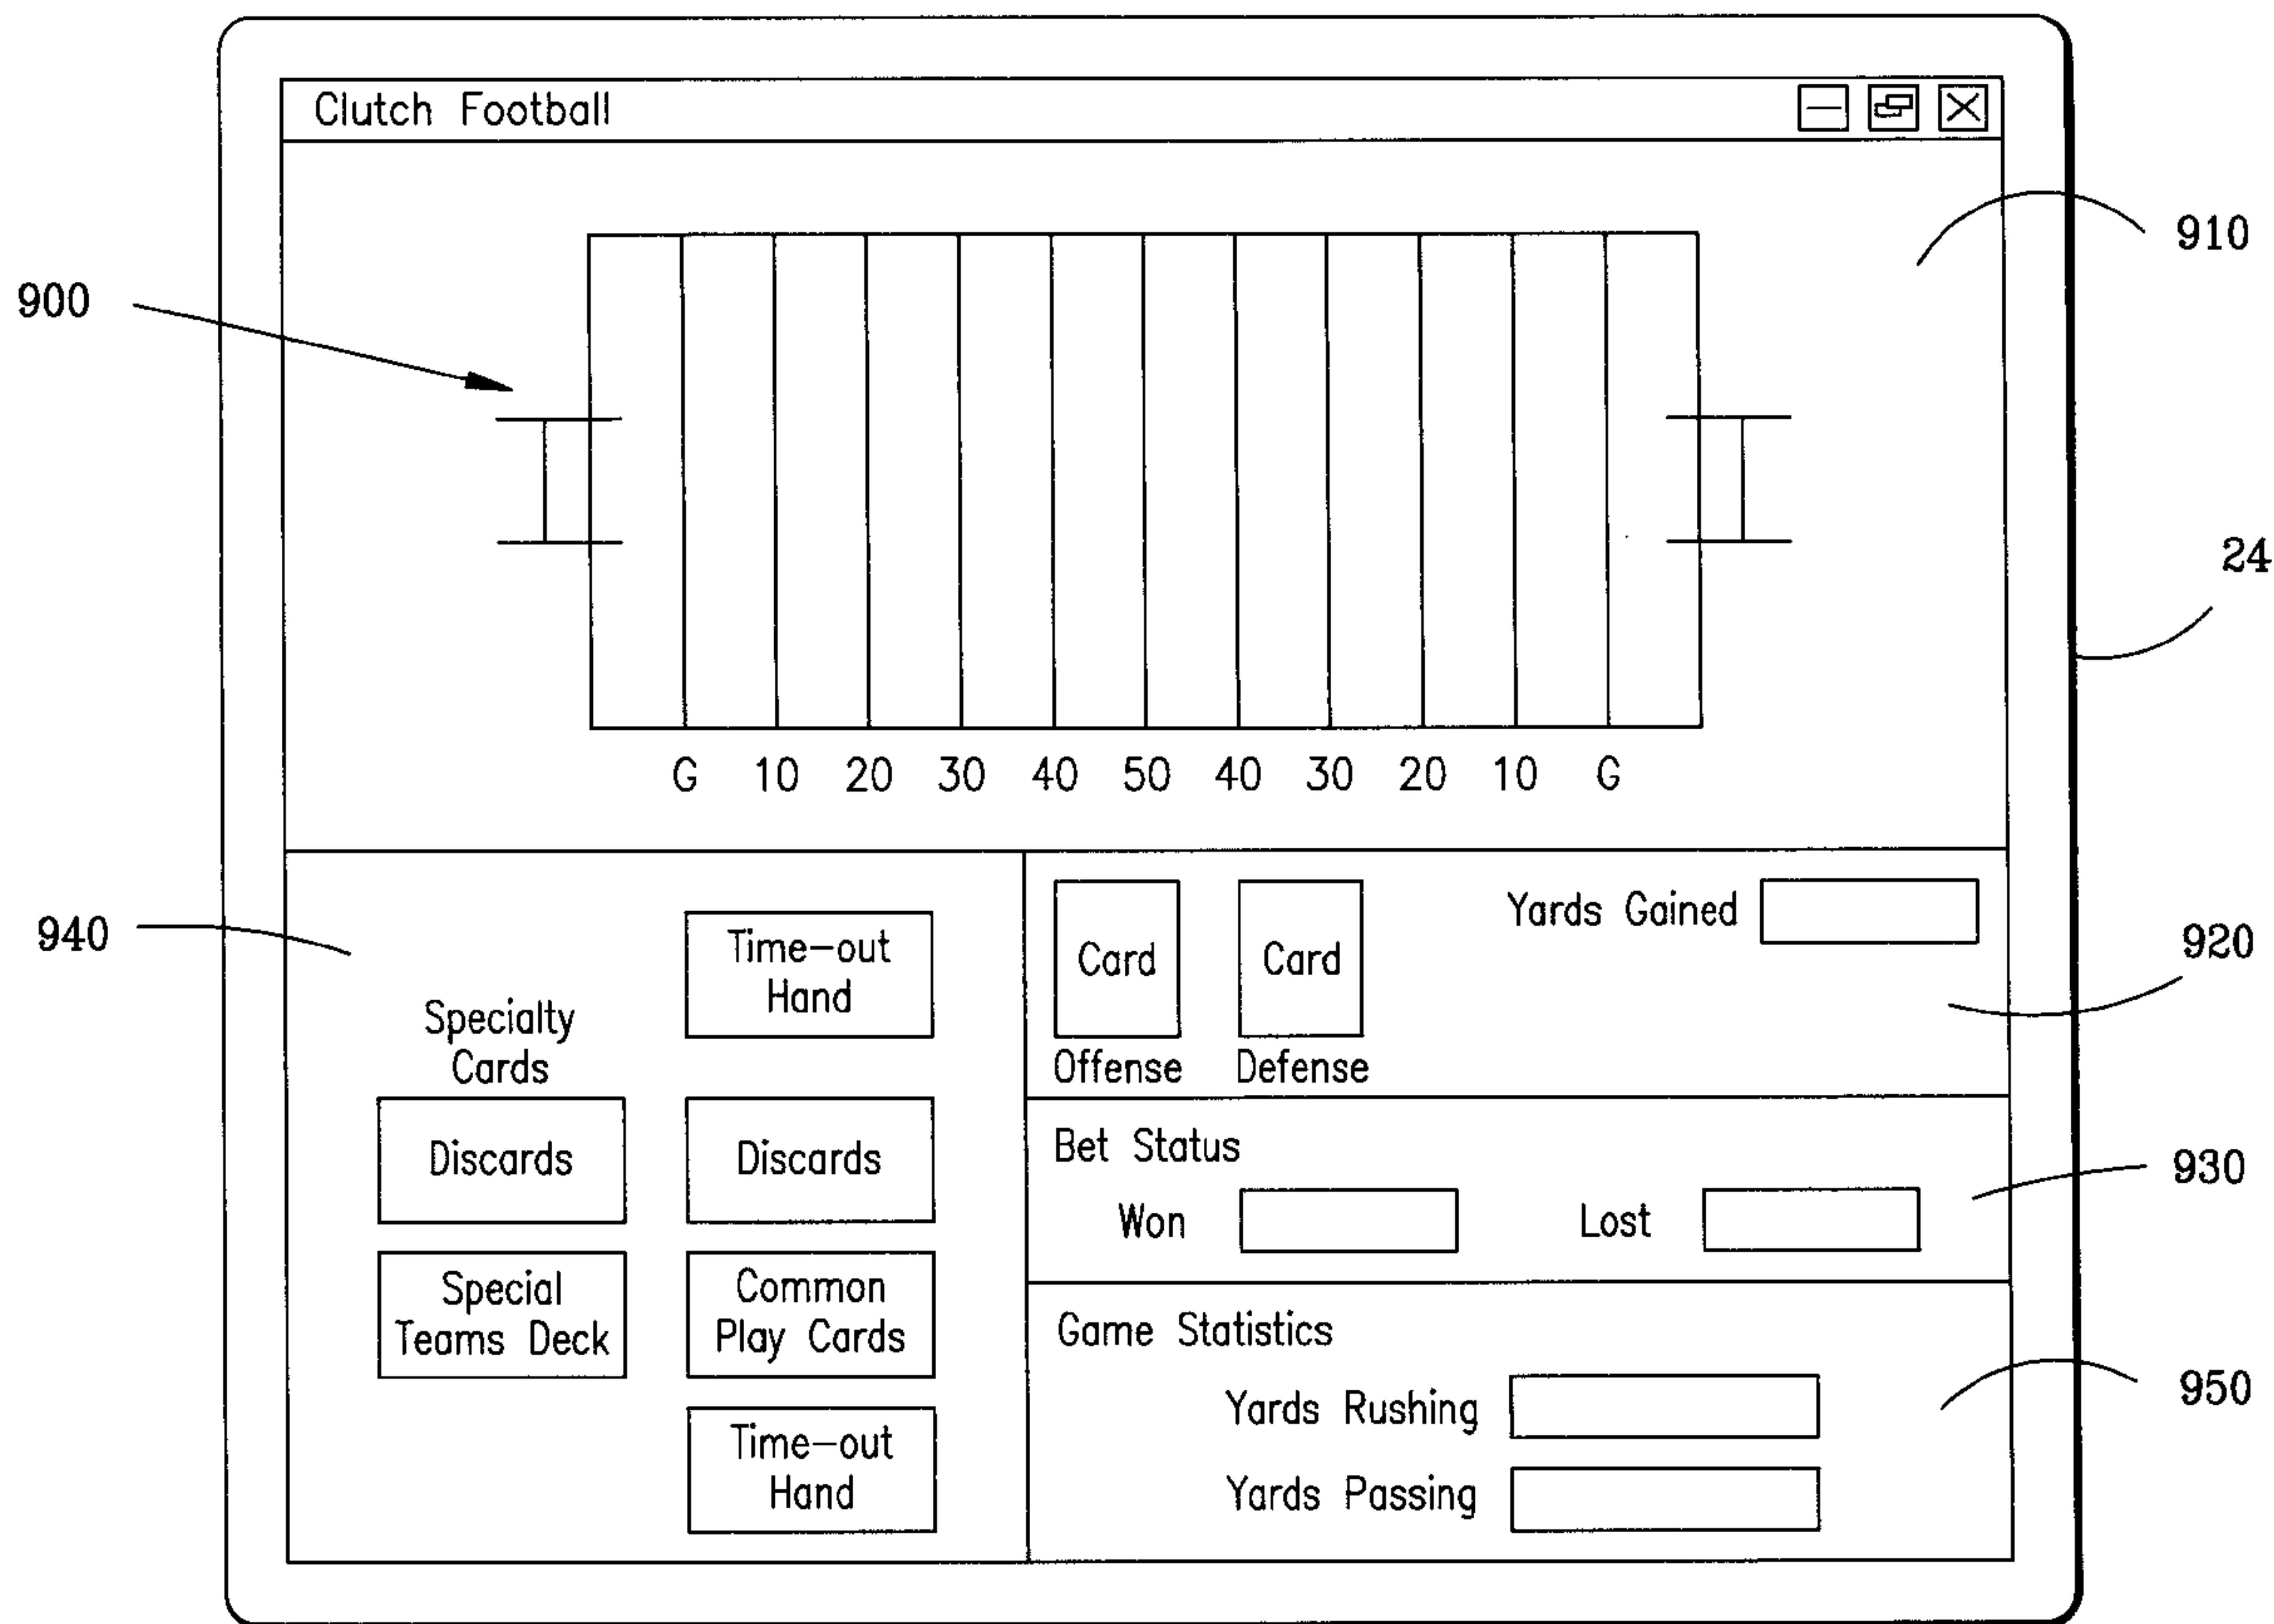 Clutch Football
910
900
24
G 10 20 30 40 50 40 30 20 10 G
940
Time-out
Hand
Specialty
Cards
Discards
Discards
Special
Teams Deck
Common
Play Cards
Time-out
Hand
Card
Offense
Card
Defense
Yards Gained
920
Bet Status
Won
Lost
930
Game Statistics
Yards Rushing
Yards Passing
950